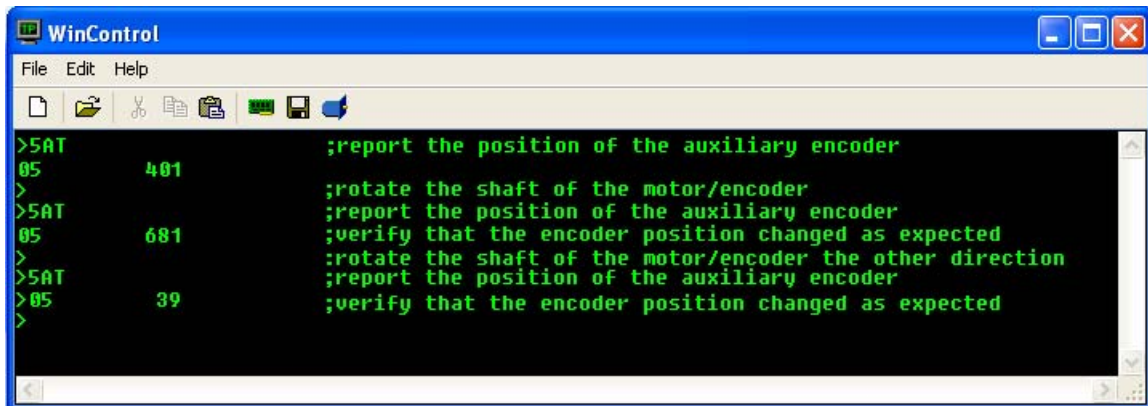 WinControl
File Edit Help
>5AT ;report the position of the auxiliary encoder
05 401
> ;rotate the shaft of the motor/encoder
>5AT ;report the position of the auxiliary encoder
05 681 ;verify that the encoder position changed as expected
> ;rotate the shaft of the motor/encoder the other direction
>5AT ;report the position of the auxiliary encoder
>05 39 ;verify that the encoder position changed as expected
>